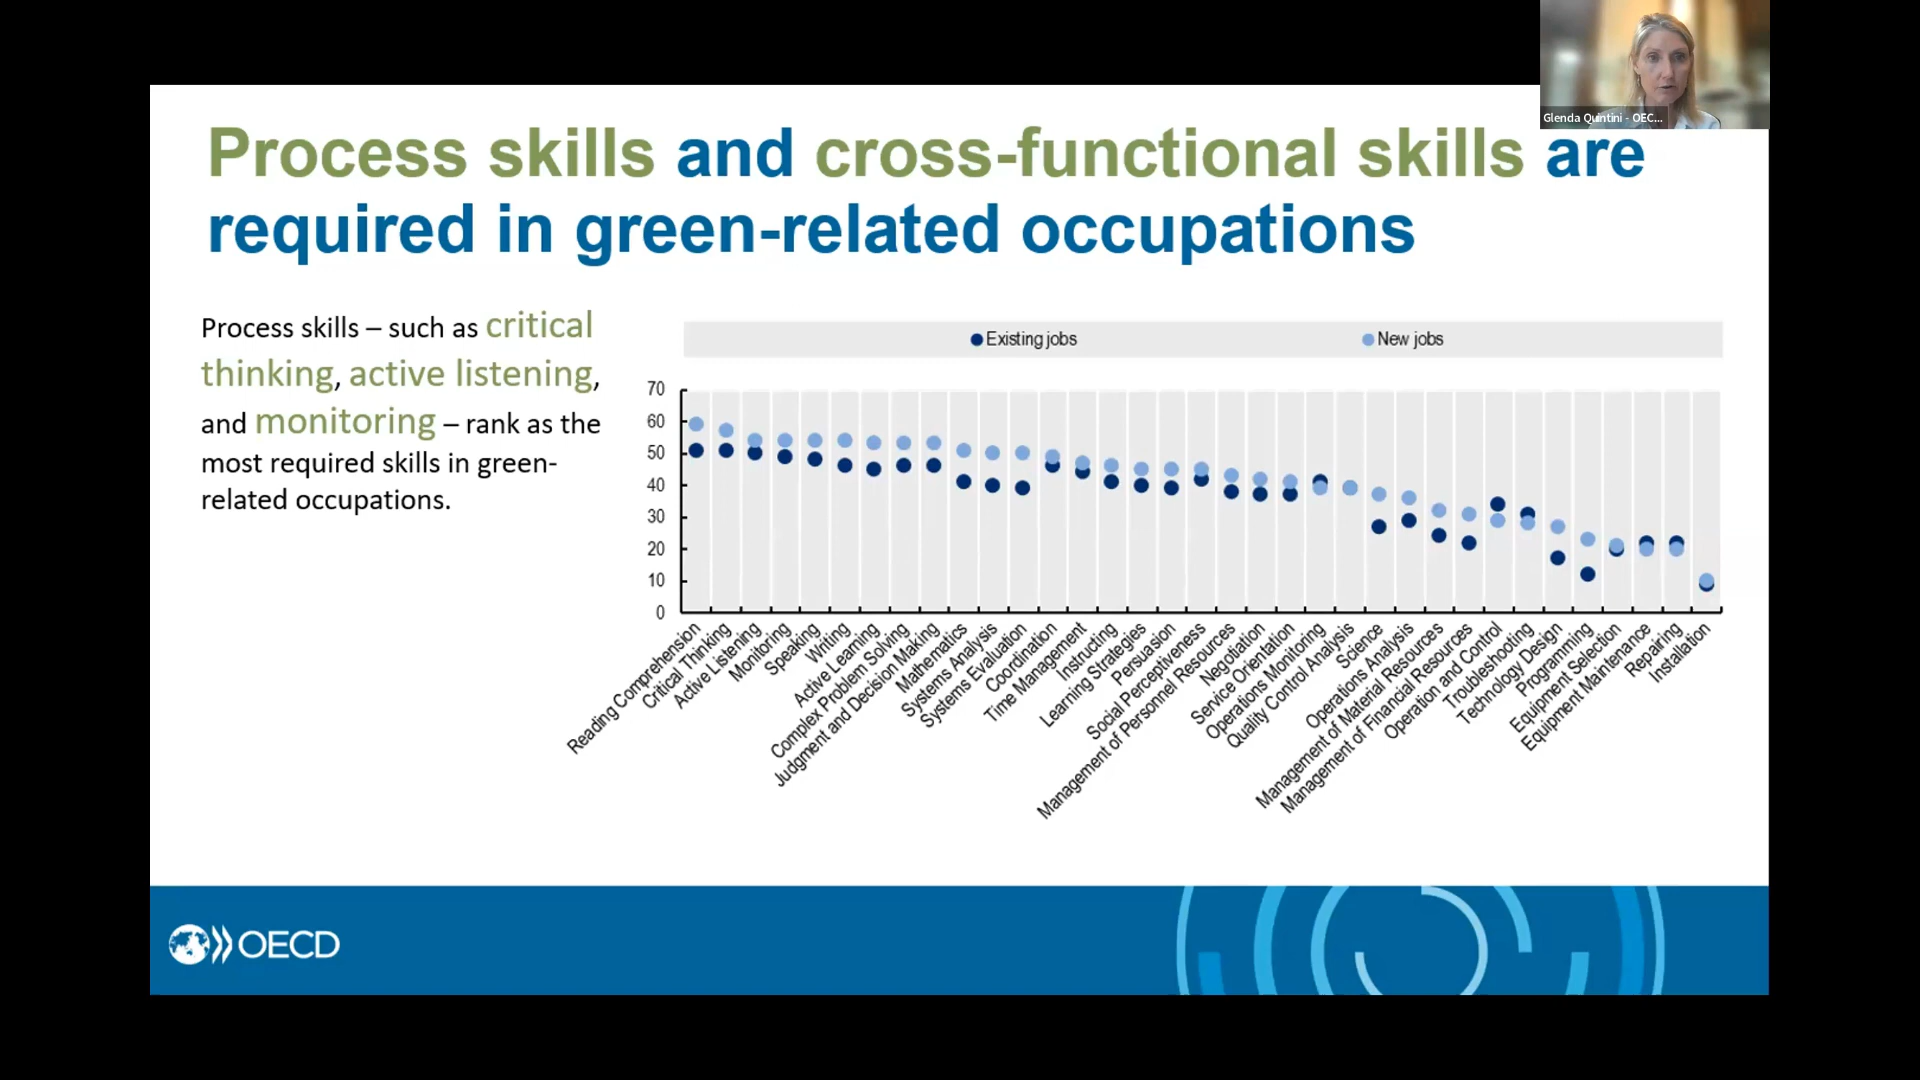 Glenda Quintini - OEC...
Process skills and cross-functional skills are
required in green-related occupations
Process skills – such as critical
thinking, active listening,
and monitoring – rank as the
most required skills in green-
related occupations.
Existing jobs
New jobs
70
60
50
40
30
20
10
0
Reading Comprehension
Critical Thinking
Active Listening
Monitoring
Speaking
Writing
Active Learning
Complex Problem Solving
Judgment and Decision Making
Mathematics
Systems Analysis
Systems Evaluation
Coordination
Time Management
Instructing
Learning Strategies
Persuasion
Social Perceptiveness
Management of Personnel Resources
Negotiation
Service Orientation
Operations Monitoring
Quality Control Analysis
Science
Operations Analysis
Management of Material Resources
Management of Financial Resources
Operation and Control
Troubleshooting
Technology Design
Programming
Equipment Selection
Equipment Maintenance
Repairing
Installation
OECD